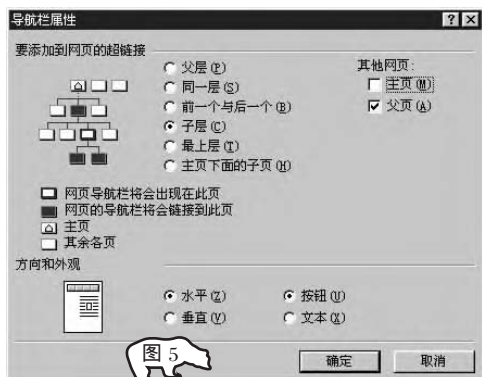 导航栏属性
要添加到网页的超链接
父层(P)
同一层(S)
前一个与后一个(B)
子层(C)
最上层(T)
主页下面的子页(H)
其他网页:
主页(M)
父页(A)
网页导航栏将会出现在此页
网页的导航栏将会链接到此页
主页
其余各页
方向和外观
水平(Z)
按钮(U)
垂直(V)
文本(X)
图 5
确定
取消